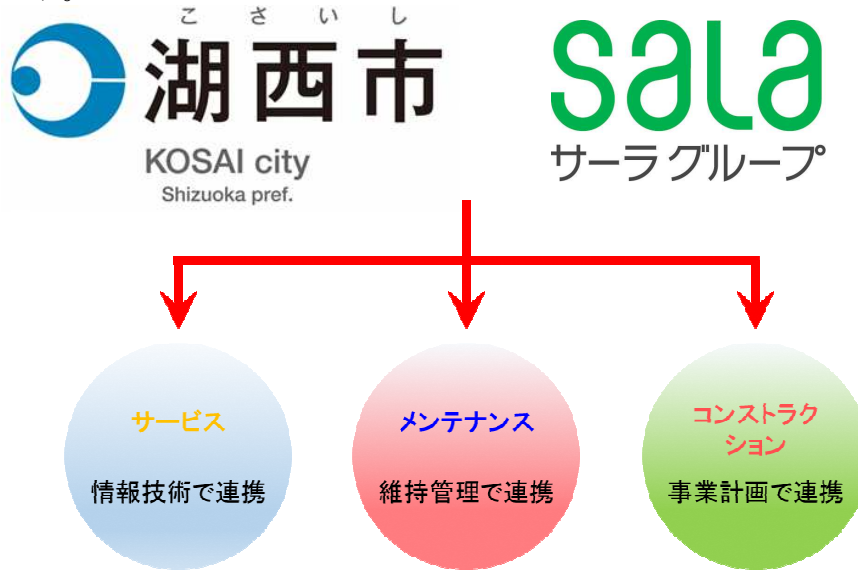 こさいし
湖西市
KOSAI city
Shizuoka pref.
sala
サーラグループ
サービス
情報技術で連携
メンテナンス
維持管理で連携
コンストラク
ション
事業計画で連携